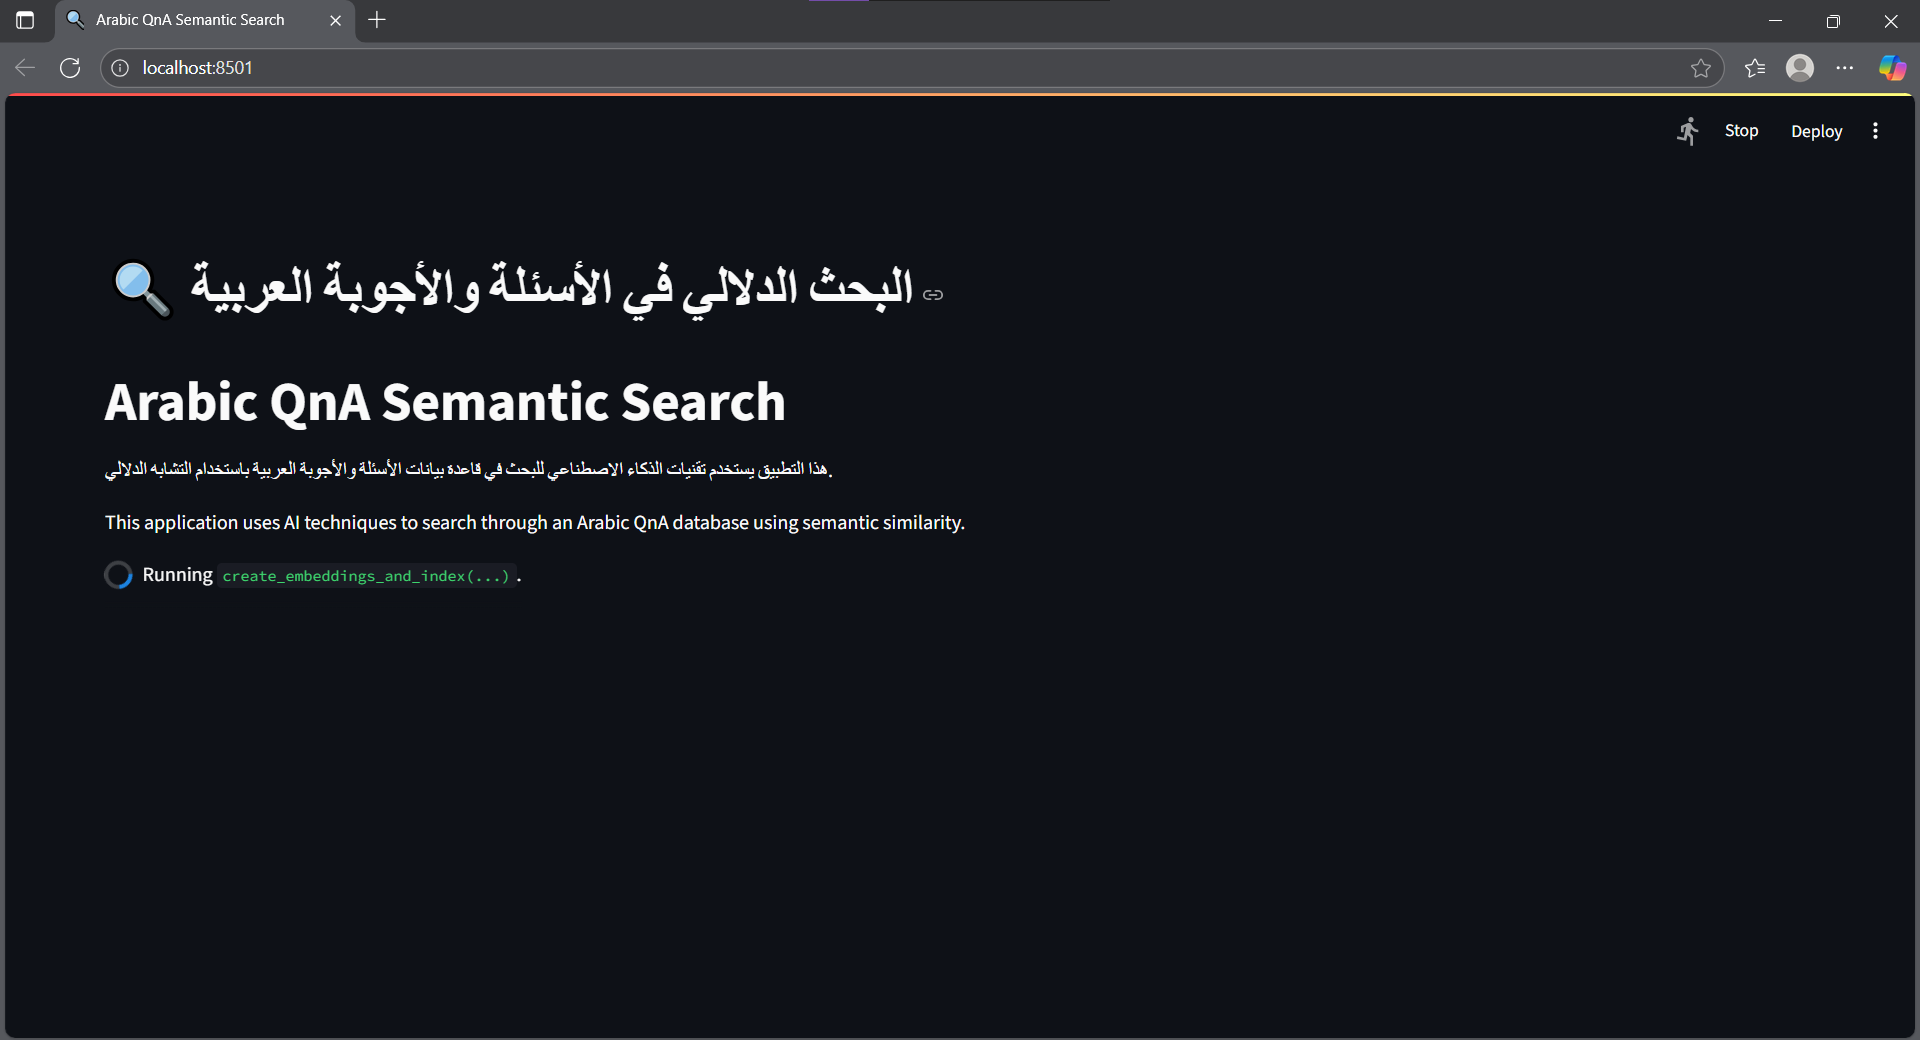 Arabic QnA Semantic Search
localhost:8501
Stop
Deploy
البحث الدلالي في الأسئلة والأجوبة العربية
Arabic QnA Semantic Search
هذا التطبيق يستخدم تقنيات الذكاء الاصطناعي للبحث في قاعدة بيانات الأسئلة والأجوبة العربية باستخدام التشابه الدلالي.
This application uses AI techniques to search through an Arabic QnA database using semantic similarity.
Running create_embeddings_and_index(...).